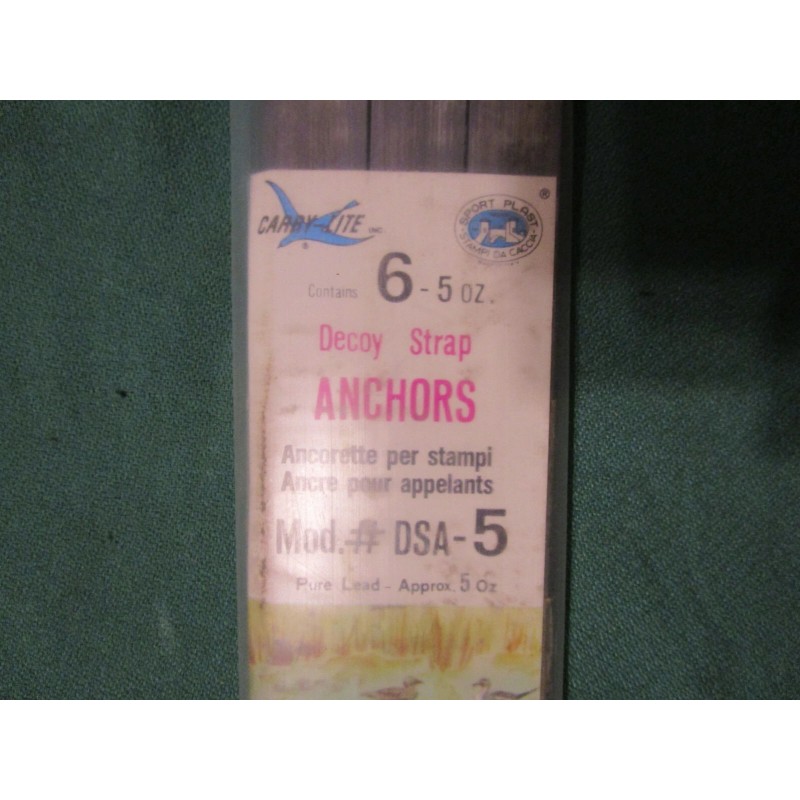 CARRY-LITE INC.
®
SPORT PLAST
STAMPI DA CACCIA
®
Contains 6 - 5 OZ.
Decoy Strap
ANCHORS
Ancorette per stampi
Ancre pour appelants
Mod.# DSA-5
Pure Lead - Approx. 5 Oz